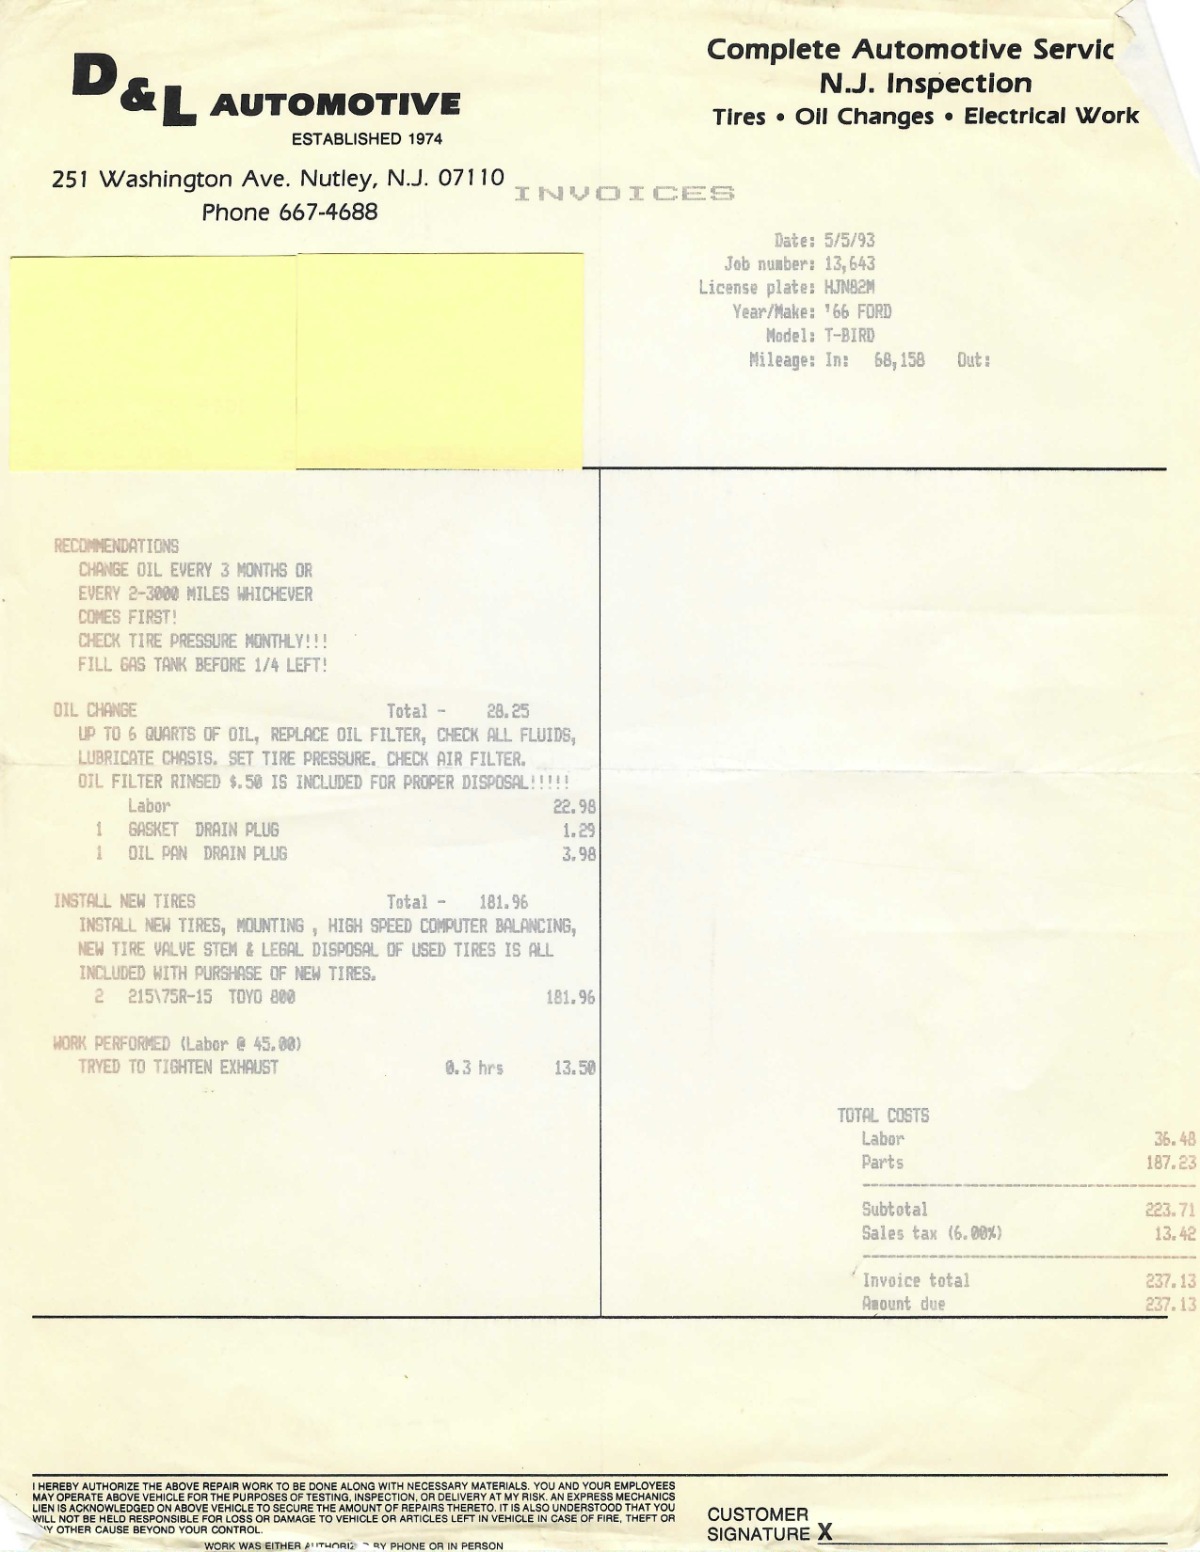 D&L AUTOMOTIVE
ESTABLISHED 1974
251 Washington Ave. Nutley, N.J. 07110
Phone 667-4688
Complete Automotive Servic
N.J. Inspection
Tires • Oil Changes • Electrical Work
INVOICES
Date: 5/5/93
Job number: 13,643
License plate: HJN82M
Year/Make: '66 FORD
Model: T-BIRD
Mileage: In: 68,158 Out:
RECOMMENDATIONS
CHANGE OIL EVERY 3 MONTHS OR
EVERY 2-3000 MILES WHICHEVER
COMES FIRST!
CHECK TIRE PRESSURE MONTHLY!!!
FILL GAS TANK BEFORE 1/4 LEFT!
OIL CHANGE Total - 28.25
UP TO 6 QUARTS OF OIL, REPLACE OIL FILTER, CHECK ALL FLUIDS,
LUBRICATE CHASIS. SET TIRE PRESSURE. CHECK AIR FILTER.
OIL FILTER RINSED $.50 IS INCLUDED FOR PROPER DISPOSAL!!!!!
Labor 22.98
1 GASKET DRAIN PLUG 1.29
1 OIL PAN DRAIN PLUG 3.98
INSTALL NEW TIRES Total - 181.96
INSTALL NEW TIRES, MOUNTING , HIGH SPEED COMPUTER BALANCING,
NEW TIRE VALVE STEM & LEGAL DISPOSAL OF USED TIRES IS ALL
INCLUDED WITH PURSHASE OF NEW TIRES.
2 215\75R-15 TOYO 800 181.96
WORK PERFORMED (Labor @ 45.00)
TRYED TO TIGHTEN EXHAUST 0.3 hrs 13.50
TOTAL COSTS
Labor 36.48
Parts 187.23
Subtotal 223.71
Sales tax (6.00%) 13.42
Invoice total 237.13
Amount due 237.13
I HEREBY AUTHORIZE THE ABOVE REPAIR WORK TO BE DONE ALONG WITH NECESSARY MATERIALS. YOU AND YOUR EMPLOYEES
MAY OPERATE ABOVE VEHICLE FOR THE PURPOSES OF TESTING, INSPECTION, OR DELIVERY AT MY RISK. AN EXPRESS MECHANICS
LIEN IS ACKNOWLEDGED ON ABOVE VEHICLE TO SECURE THE AMOUNT OF REPAIRS THERETO. IT IS ALSO UNDERSTOOD THAT YOU
WILL NOT BE HELD RESPONSIBLE FOR LOSS OR DAMAGE TO VEHICLE OR ARTICLES LEFT IN VEHICLE IN CASE OF FIRE, THEFT OR
OTHER CAUSE BEYOND YOUR CONTROL.
WORK WAS EITHER BY PHONE OR IN PERSON
CUSTOMER
SIGNATURE X